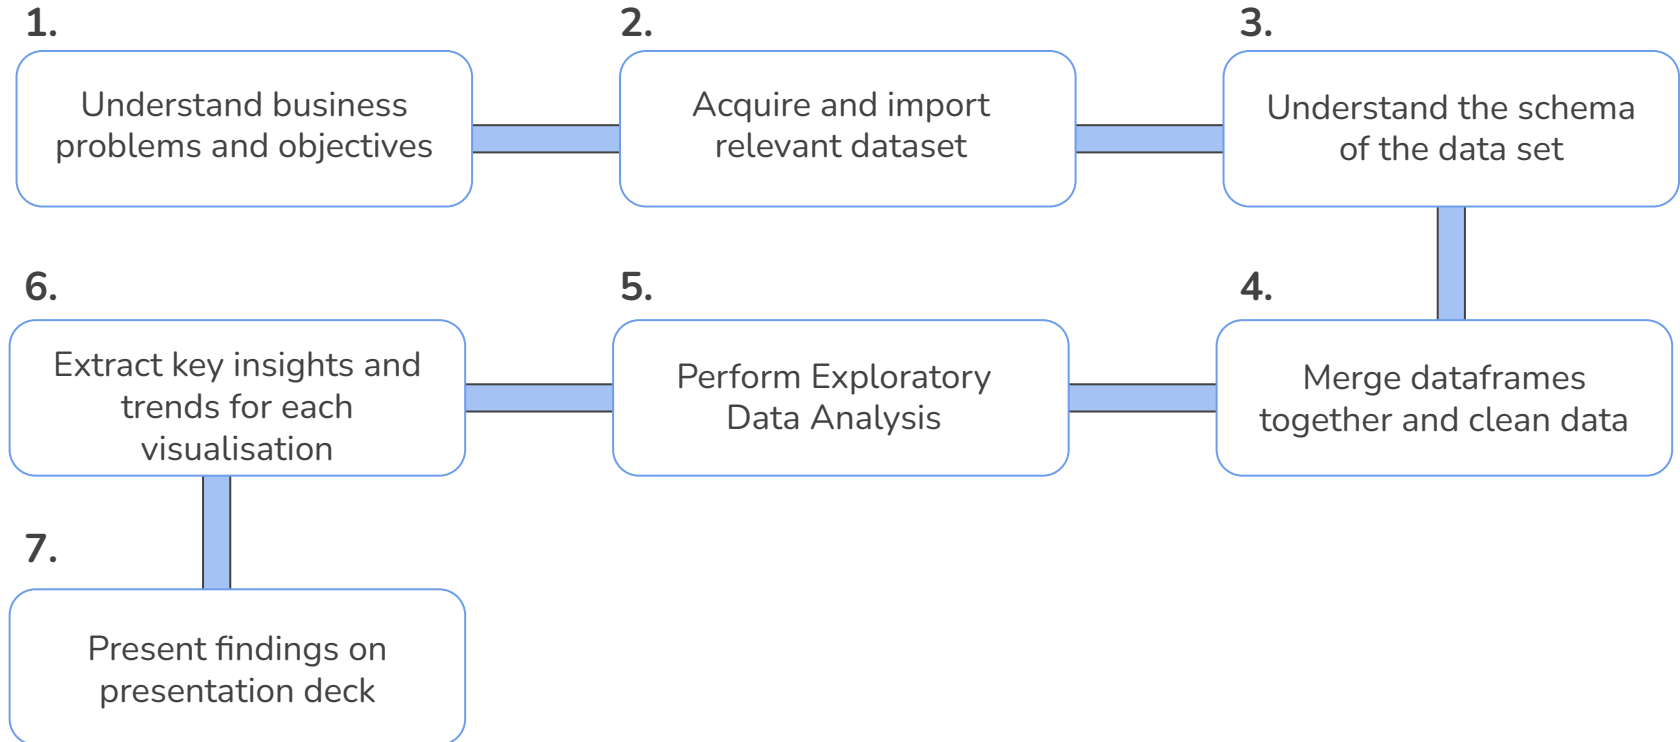 1.
Understand business
problems and objectives
2.
Acquire and import
relevant dataset
3.
Understand the schema
of the data set
4.
Merge dataframes
together and clean data
5.
Perform Exploratory
Data Analysis
6.
Extract key insights and
trends for each
visualisation
7.
Present findings on
presentation deck